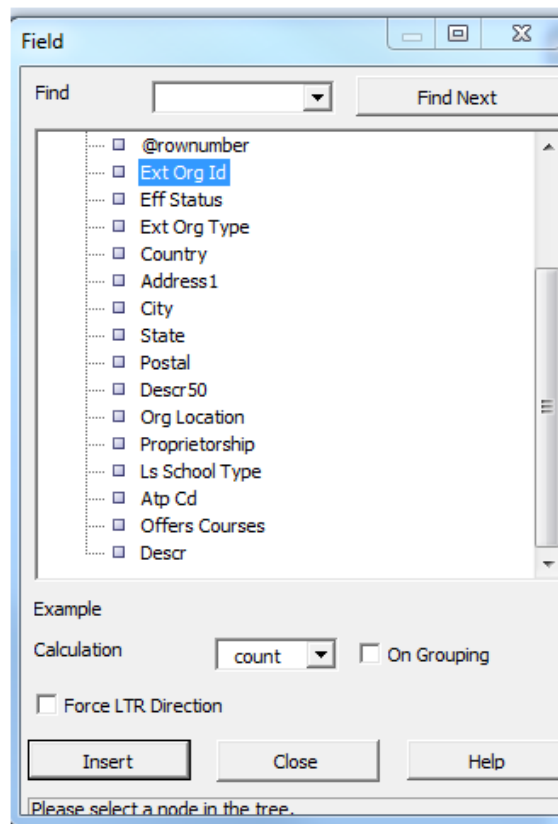 Field
Find Find Next
@rownumber
Ext Org Id
Eff Status
Ext Org Type
Country
Address1
City
State
Postal
Descr50
Org Location
Proprietorship
Ls School Type
Atp Cd
Offers Courses
Descr
Example
Calculation count On Grouping
Force LTR Direction
Insert Close Help
Please select a node in the tree.